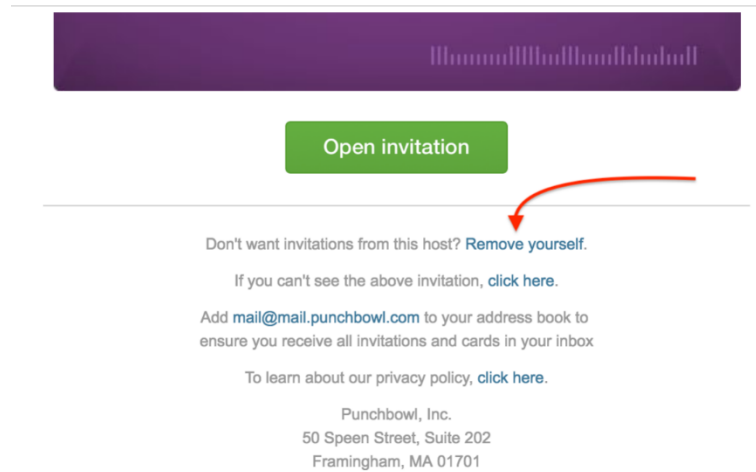 Open invitation
Don't want invitations from this host? Remove yourself.
If you can't see the above invitation, click here.
Add mail@mail.punchbowl.com to your address book to
ensure you receive all invitations and cards in your inbox
To learn about our privacy policy, click here.
Punchbowl, Inc.
50 Speen Street, Suite 202
Framingham, MA 01701